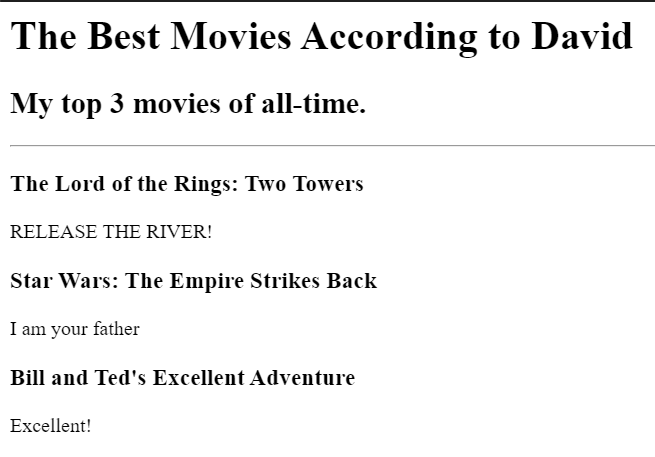 The Best Movies According to David
My top 3 movies of all-time.
The Lord of the Rings: Two Towers
RELEASE THE RIVER!
Star Wars: The Empire Strikes Back
I am your father
Bill and Ted's Excellent Adventure
Excellent!